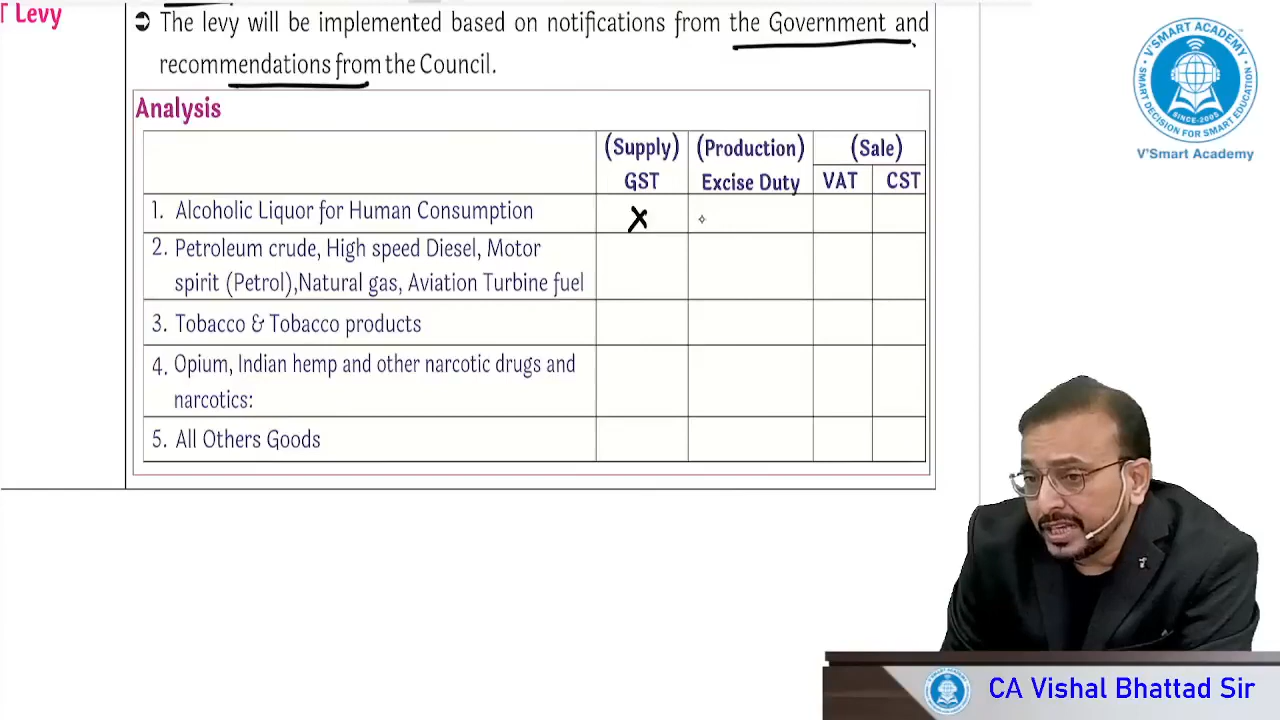 T Levy
➲ The levy will be implemented based on notifications from the Government and
recommendations from the Council.
Analysis
(Supply) (Production) (Sale)
GST Excise Duty VAT CST
1. Alcoholic Liquor for Human Consumption X
2. Petroleum crude, High speed Diesel, Motor
spirit (Petrol),Natural gas, Aviation Turbine fuel
3. Tobacco & Tobacco products
4. Opium, Indian hemp and other narcotic drugs and
narcotics:
5. All Others Goods
V'SMART ACADEMY
SMART DECISION FOR SMART EDUCATION
SINCE-2005
V'Smart Academy
CA Vishal Bhattad Sir